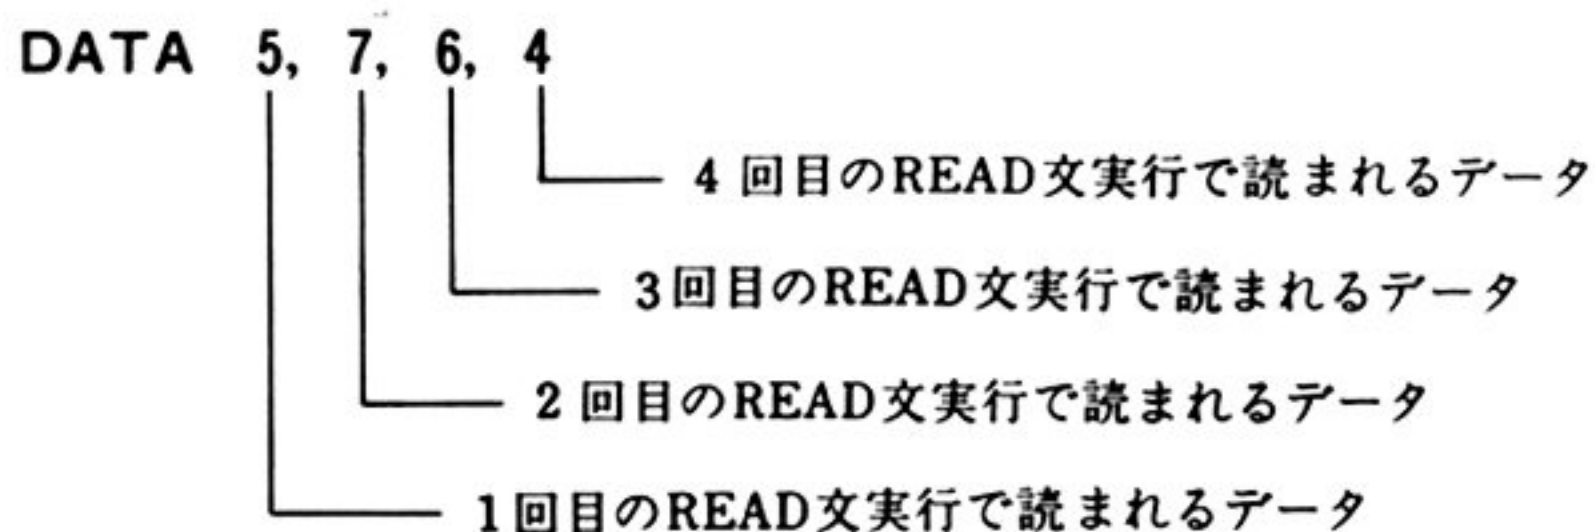 DATA 5, 7, 6, 4
4回目のREAD文実行で読まれるデータ
3回目のREAD文実行で読まれるデータ
2回目のREAD文実行で読まれるデータ
1回目のREAD文実行で読まれるデータ